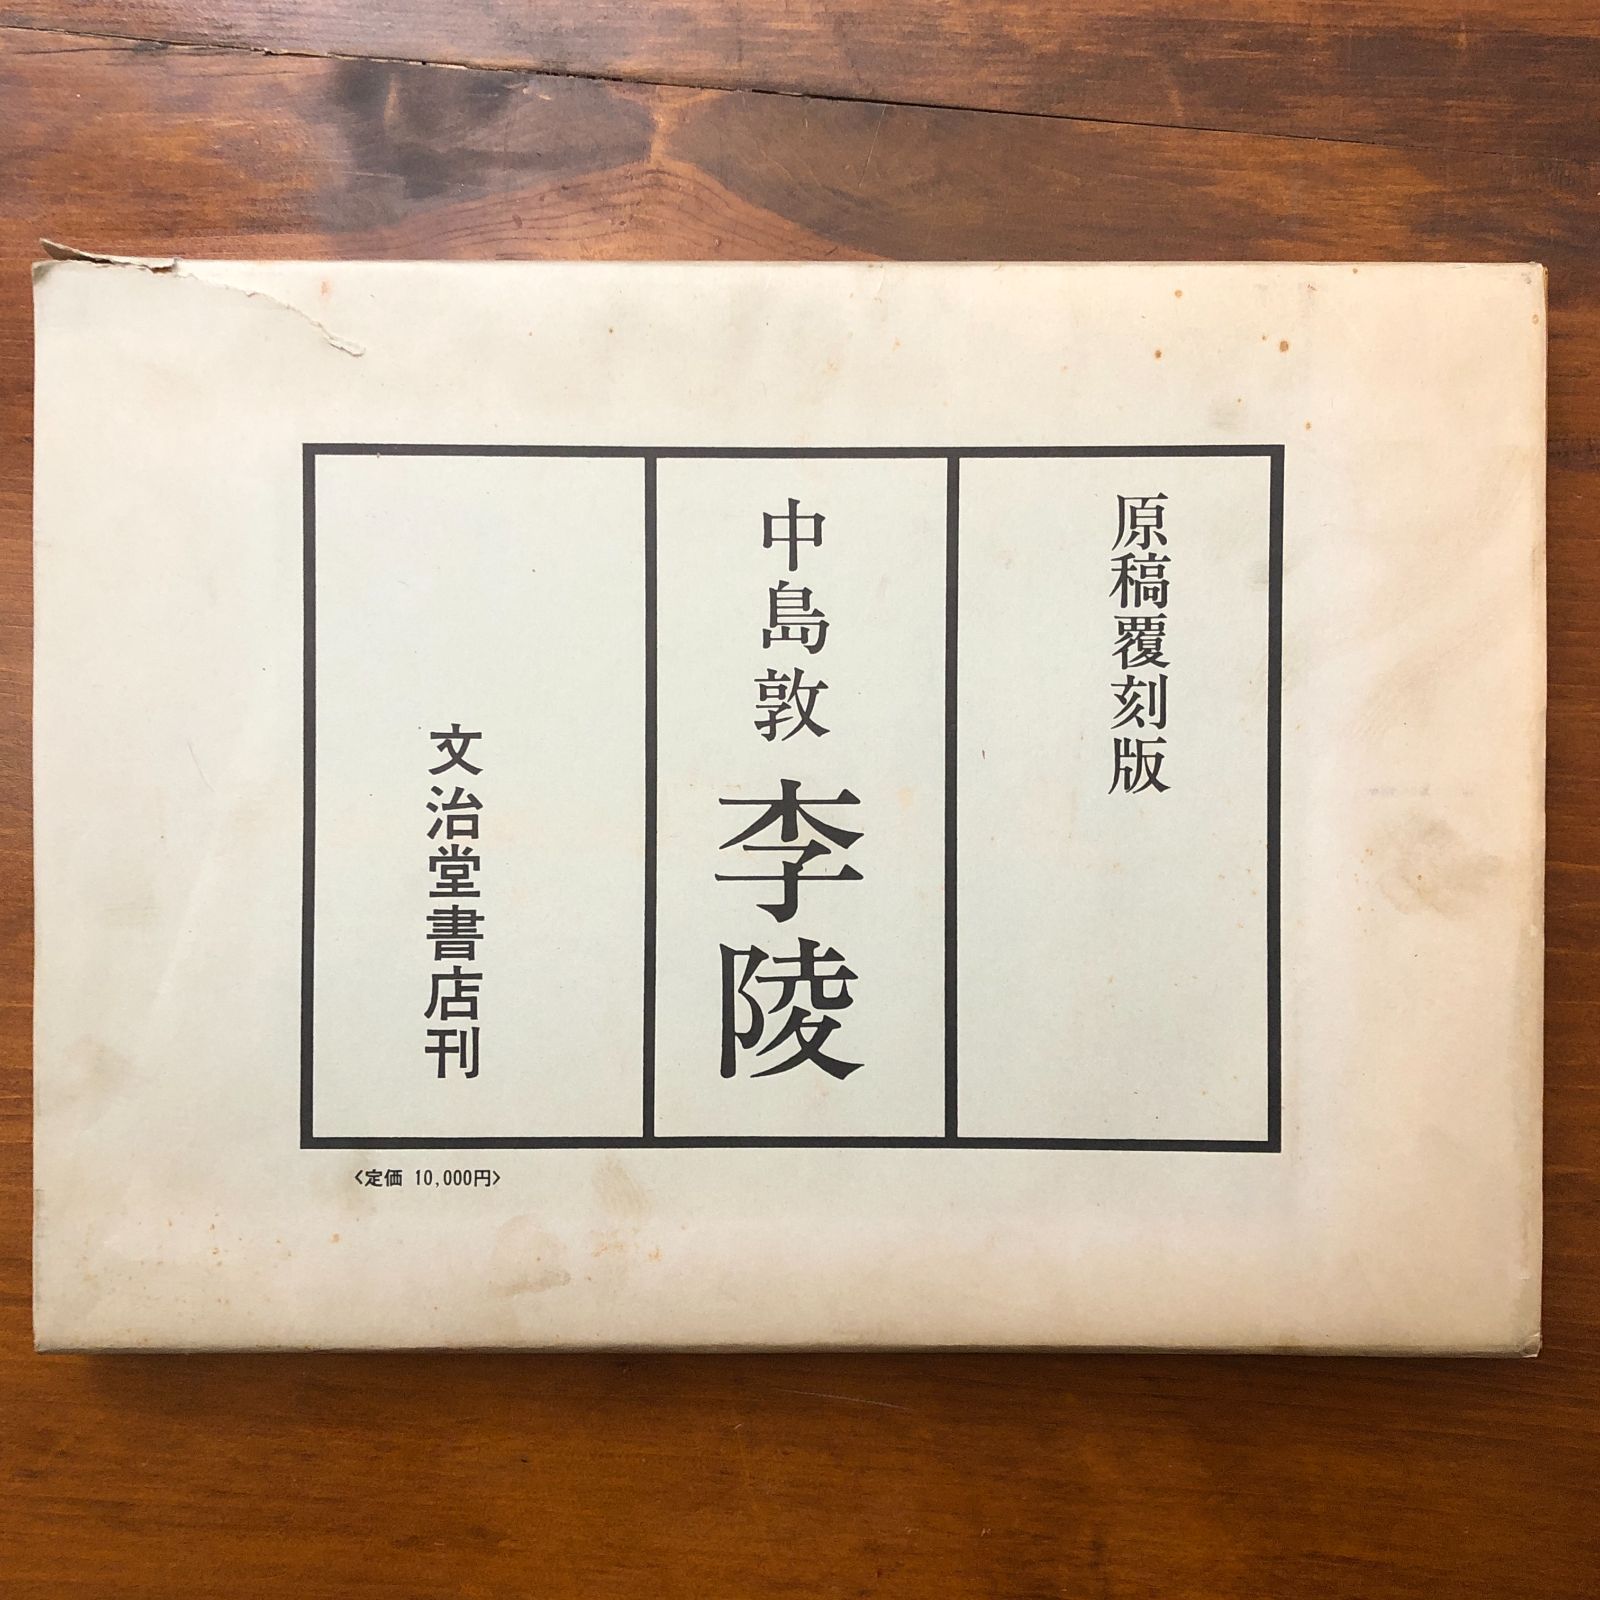 原稿覆刻版
中島敦 李陵
文治堂書店刊
〈定価 10,000円〉